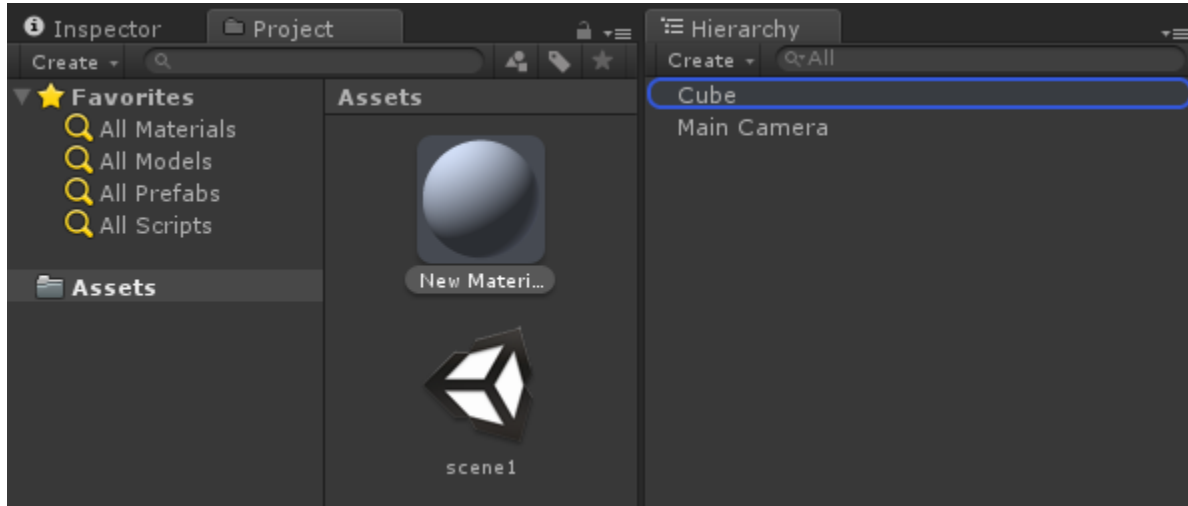 Inspector
Project
Create
Favorites
All Materials
All Models
All Prefabs
All Scripts
Assets
Assets
New Materi...
scene1
Hierarchy
Create
All
Cube
Main Camera